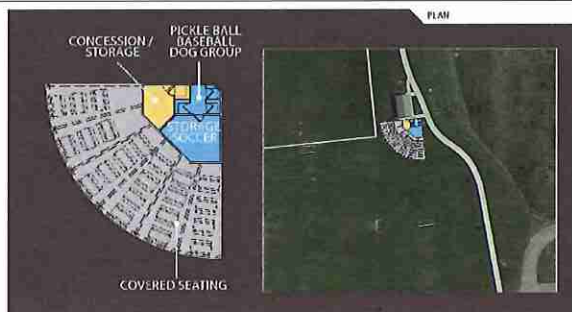 PLAN
CONCESSION /
STORAGE
PICKLE BALL
BASEBALL
DOG GROUP
STORAGE
SOCCER
COVERED SEATING